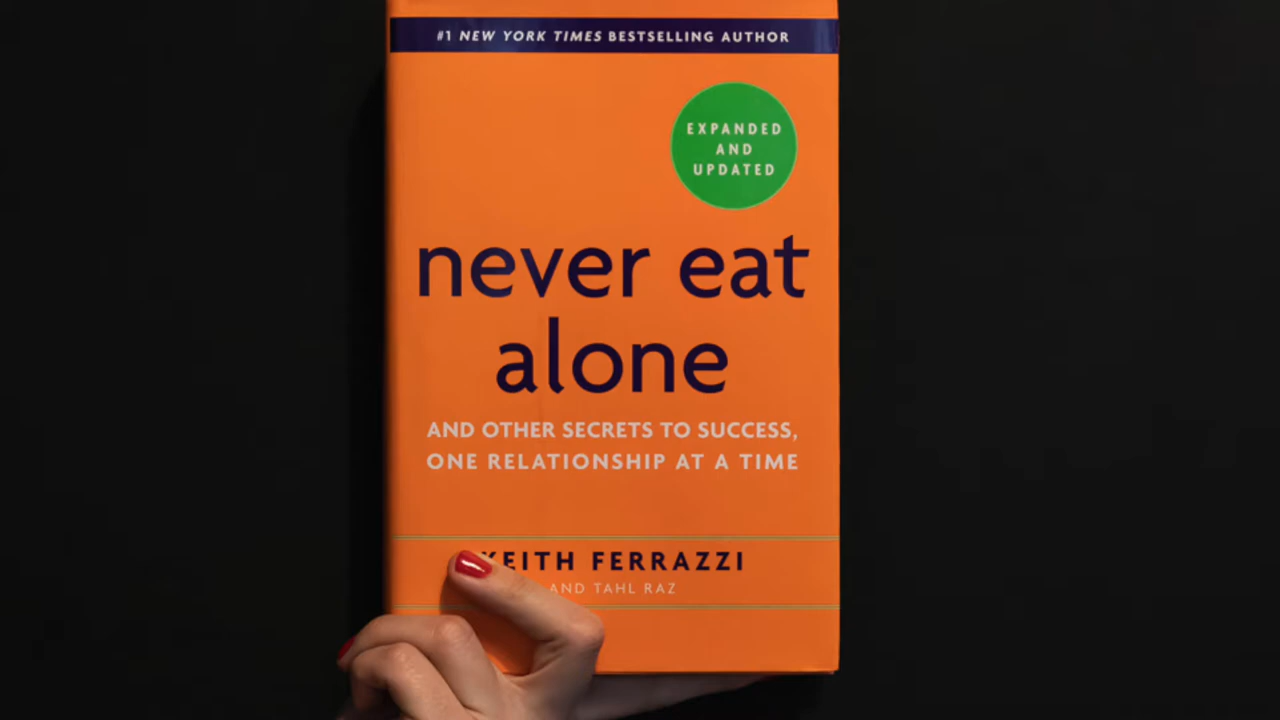 #1 NEW YORK TIMES BESTSELLING AUTHOR
EXPANDED
AND
UPDATED
never eat
alone
AND OTHER SECRETS TO SUCCESS,
ONE RELATIONSHIP AT A TIME
KEITH FERRAZZI
AND TAHL RAZ